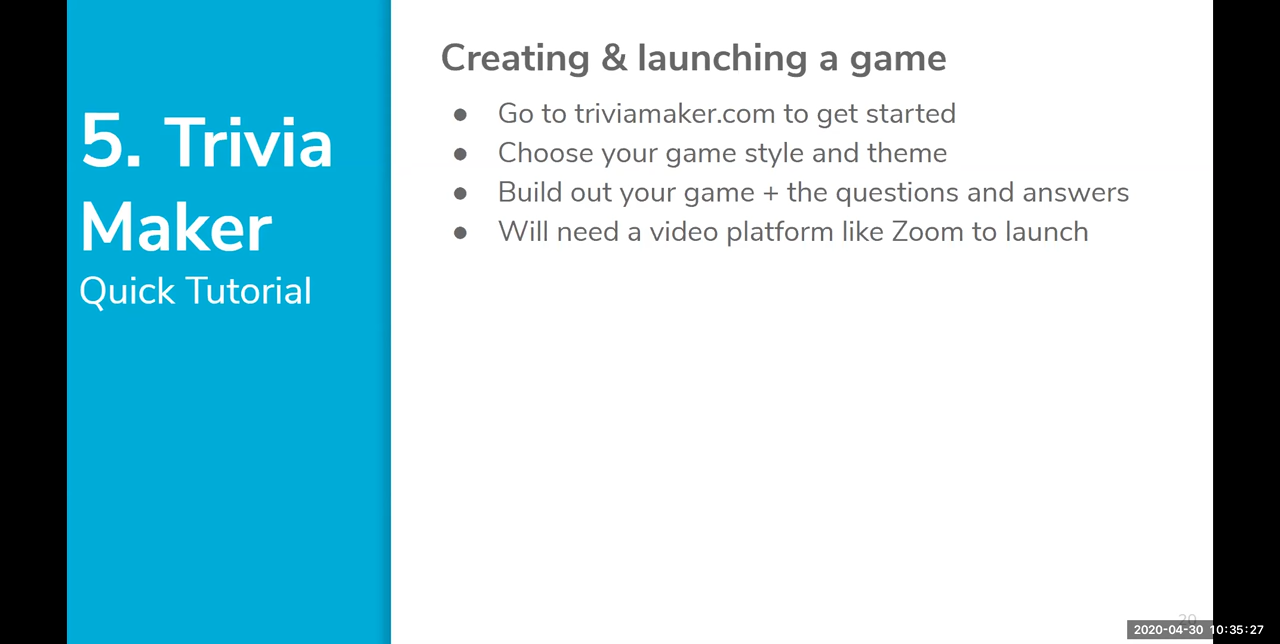 5. Trivia
Maker
Quick Tutorial
Creating & launching a game
● Go to triviamaker.com to get started
● Choose your game style and theme
● Build out your game + the questions and answers
● Will need a video platform like Zoom to launch
2020-04-30 10:35:27